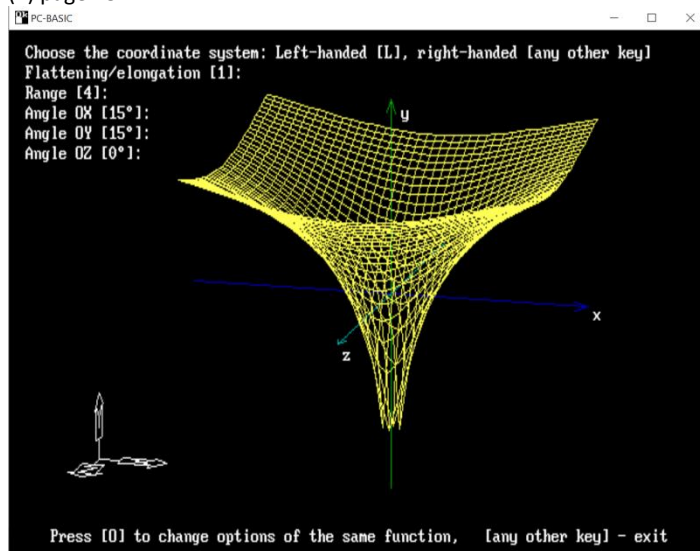 PC-BASIC
Choose the coordinate system: Left-handed [L], right-handed [any other key]
Flattening/elongation [1]:
Range [4]:
Angle OX [15°]:
Angle OY [15°]:
Angle OZ [0°]:
y
x
z
Press [O] to change options of the same function, [any other key] - exit